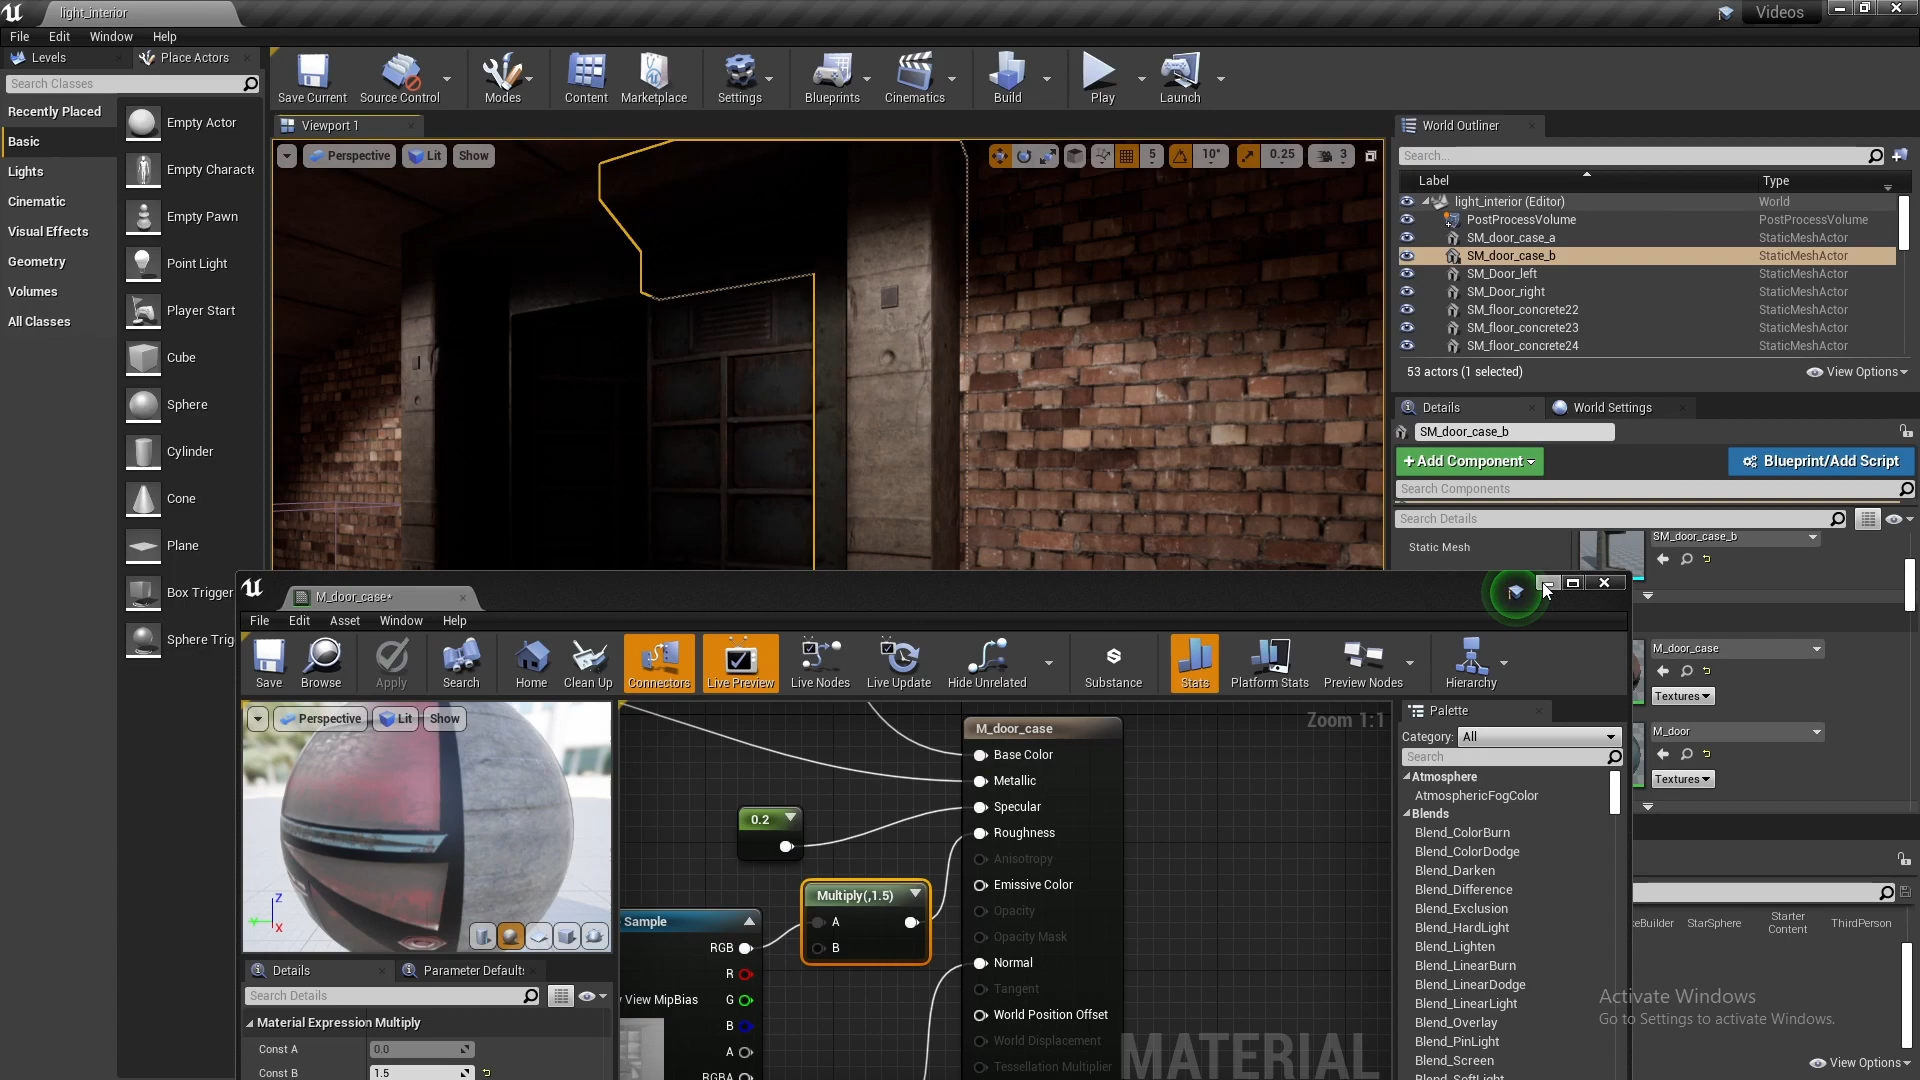 light_interior
Videos
File Edit Window Help
Levels
Place Actors
Search Classes
Recently Placed
Basic
Lights
Cinematic
Visual Effects
Geometry
Volumes
All Classes
Empty Actor
Empty Characte
Empty Pawn
Point Light
Player Start
Cube
Sphere
Cylinder
Cone
Plane
Box Trigger
Sphere Trig
Save Current
Source Control
Modes
Content
Marketplace
Settings
Blueprints
Cinematics
Build
Play
Launch
Viewport 1
Perspective
Lit
Show
5
10°
0.25
3
World Outliner
Search...
Label Type
light_interior (Editor) World
PostProcessVolume PostProcessVolume
SM_door_case_a StaticMeshActor
SM_door_case_b StaticMeshActor
SM_Door_left StaticMeshActor
SM_Door_right StaticMeshActor
SM_floor_concrete22 StaticMeshActor
SM_floor_concrete23 StaticMeshActor
SM_floor_concrete24 StaticMeshActor
53 actors (1 selected)
View Options
Details
World Settings
SM_door_case_b
+Add Component
Blueprint/Add Script
Search Components
Search Details
Static Mesh
SM_door_case_b
M_door_case
Textures
M_door
Textures
eBuilder
StarSphere
Starter Content
ThirdPerson
Activate Windows
Go to Settings to activate Windows.
View Options
M_door_case*
File Edit Asset Window Help
Save
Browse
Apply
Search
Home
Clean Up
Connectors
Live Preview
Live Nodes
Live Update
Hide Unrelated
Substance
Stats
Platform Stats
Preview Nodes
Hierarchy
Perspective
Lit
Show
Z
Y
X
Details
Parameter Defaults
Search Details
Material Expression Multiply
Const A 0.0
Const B 1.5
Zoom 1:1
M_door_case
Base Color
Metallic
Specular
Roughness
Anisotropy
Emissive Color
Opacity
Opacity Mask
Normal
Tangent
World Position Offset
World Displacement
Tessellation Multiplier
0.2
Multiply(,1.5)
A
B
Sample
RGB
R
G
View MipBias
B
A
RGBA
MATERIAL
Palette
Category: All
Search
Atmosphere
AtmosphericFogColor
Blends
Blend_ColorBurn
Blend_ColorDodge
Blend_Darken
Blend_Difference
Blend_Exclusion
Blend_HardLight
Blend_Lighten
Blend_LinearBurn
Blend_LinearDodge
Blend_LinearLight
Blend_Overlay
Blend_PinLight
Blend_Screen
Blend_SoftLight